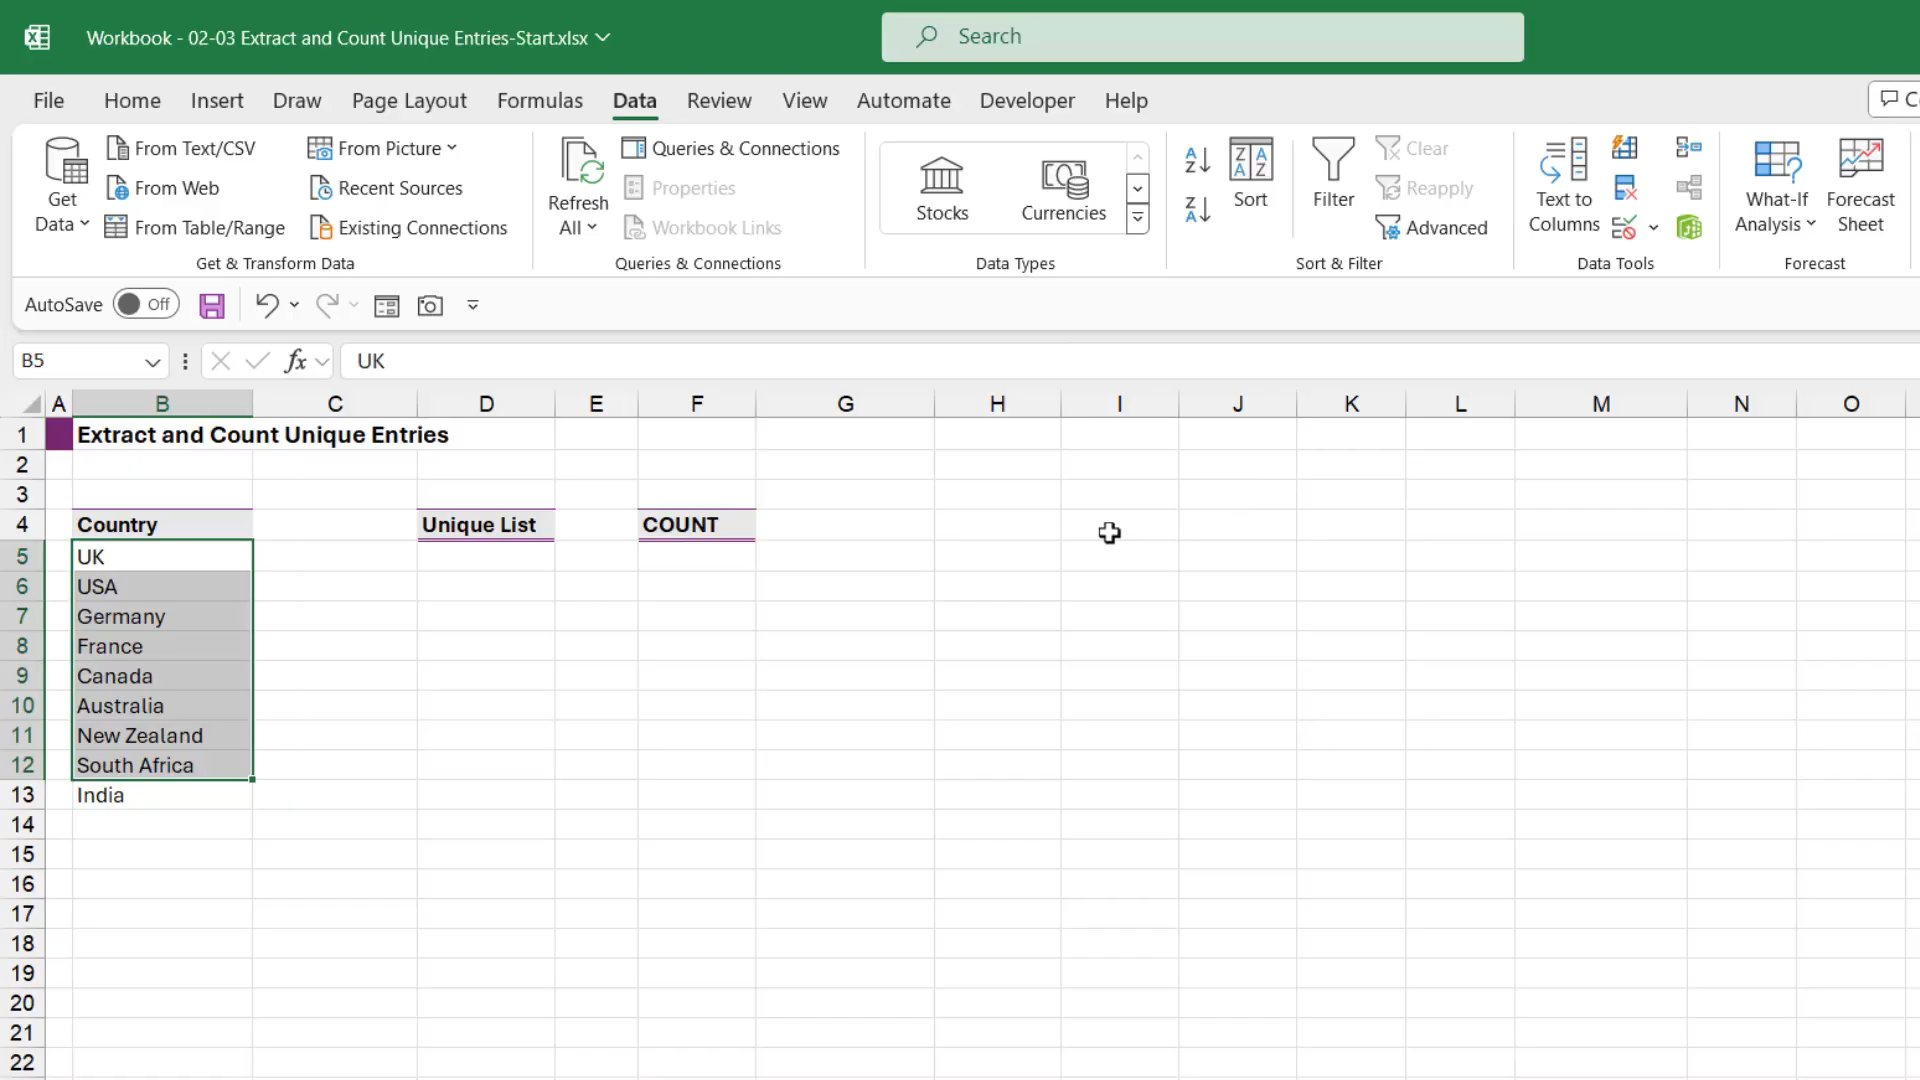 Workbook - 02-03 Extract and Count Unique Entries-Start.xlsx
Search
File Home Insert Draw Page Layout Formulas Data Review View Automate Developer Help
Get Data
From Text/CSV
From Web
From Table/Range
From Picture
Recent Sources
Existing Connections
Get & Transform Data
Refresh All
Queries & Connections
Properties
Workbook Links
Queries & Connections
Stocks
Currencies
Data Types
Sort
Filter
Clear
Reapply
Advanced
Sort & Filter
Text to Columns
Data Tools
What-If Analysis
Forecast Sheet
Forecast
AutoSave Off
B5 fx UK
A B C D E F G H I J K L M N O
1 Extract and Count Unique Entries
2
3
4 Country Unique List COUNT
5 UK
6 USA
7 Germany
8 France
9 Canada
10 Australia
11 New Zealand
12 South Africa
13 India
14
15
16
17
18
19
20
21
22